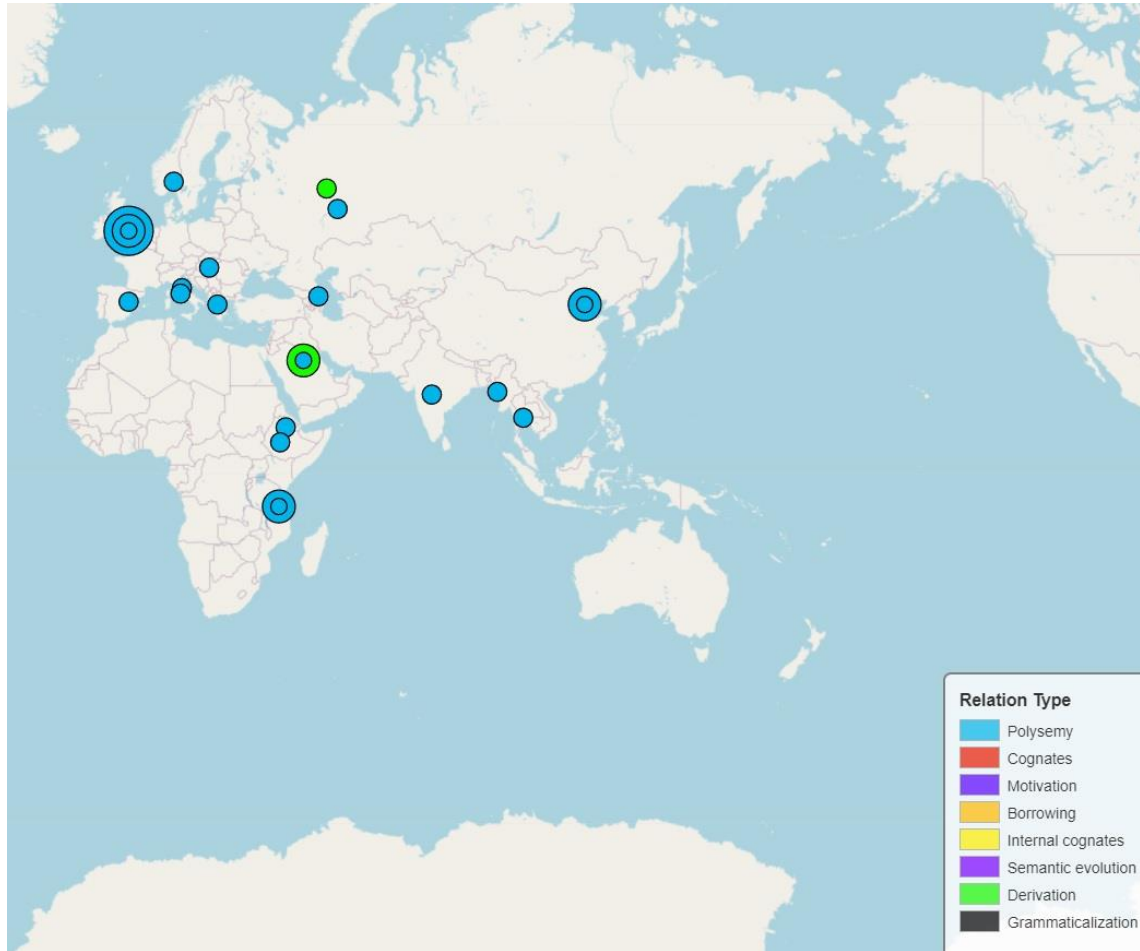 Relation Type
Polysemy
Cognates
Motivation
Borrowing
Internal cognates
Semantic evolution
Derivation
Grammaticalization